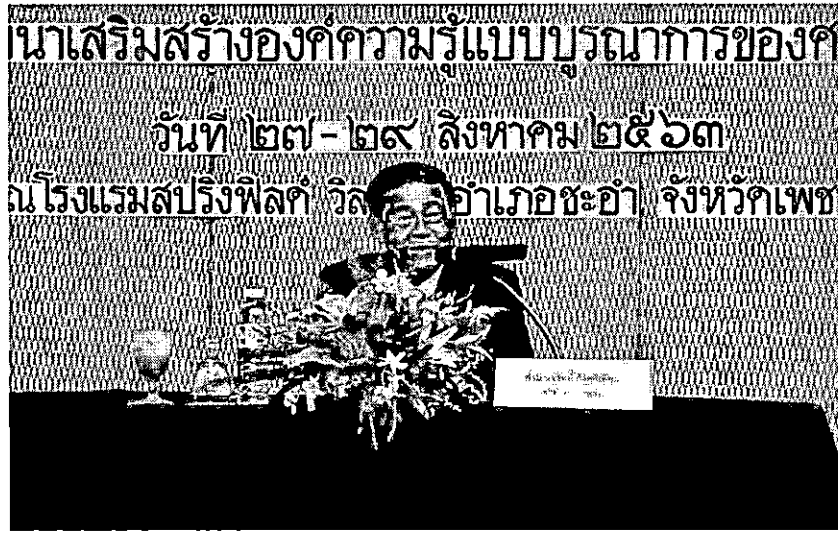 นาเสริมสร้างองค์ความรู้แบบบูรณาการของค
วันที่ ๒๗-๒๙ สิงหาคม ๒๕๖๓
ณโรงแรมสปริงฟิลด์ วิล อำเภอชะอำ จังหวัดเพช